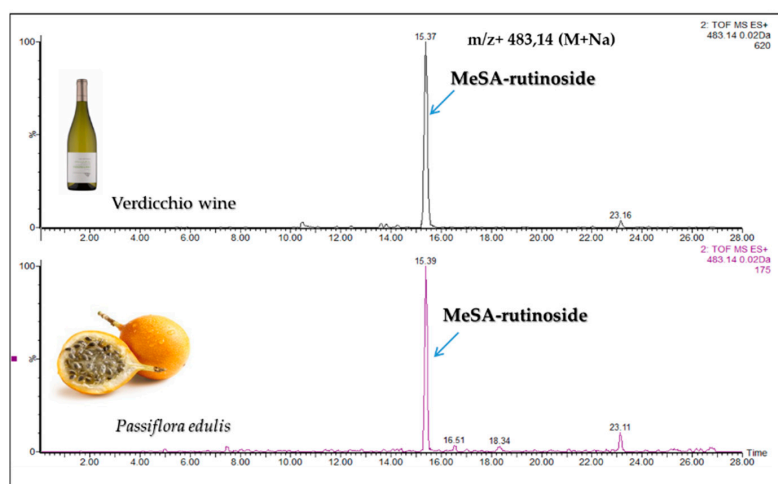 2: TOF MS ES+
483.14 0.02Da
620
100
15.37
m/z+ 483,14 (M+Na)
MeSA-rutinoside
%
Verdicchio wine
23.16
0
2.00 4.00 6.00 8.00 10.00 12.00 14.00 16.00 18.00 20.00 22.00 24.00 26.00 28.00
2: TOF MS ES+
483.14 0.02Da
175
100
15.39
MeSA-rutinoside
%
Passiflora edulis
16.51 18.34 23.11
0
2.00 4.00 6.00 8.00 10.00 12.00 14.00 16.00 18.00 20.00 22.00 24.00 26.00 28.00
Time